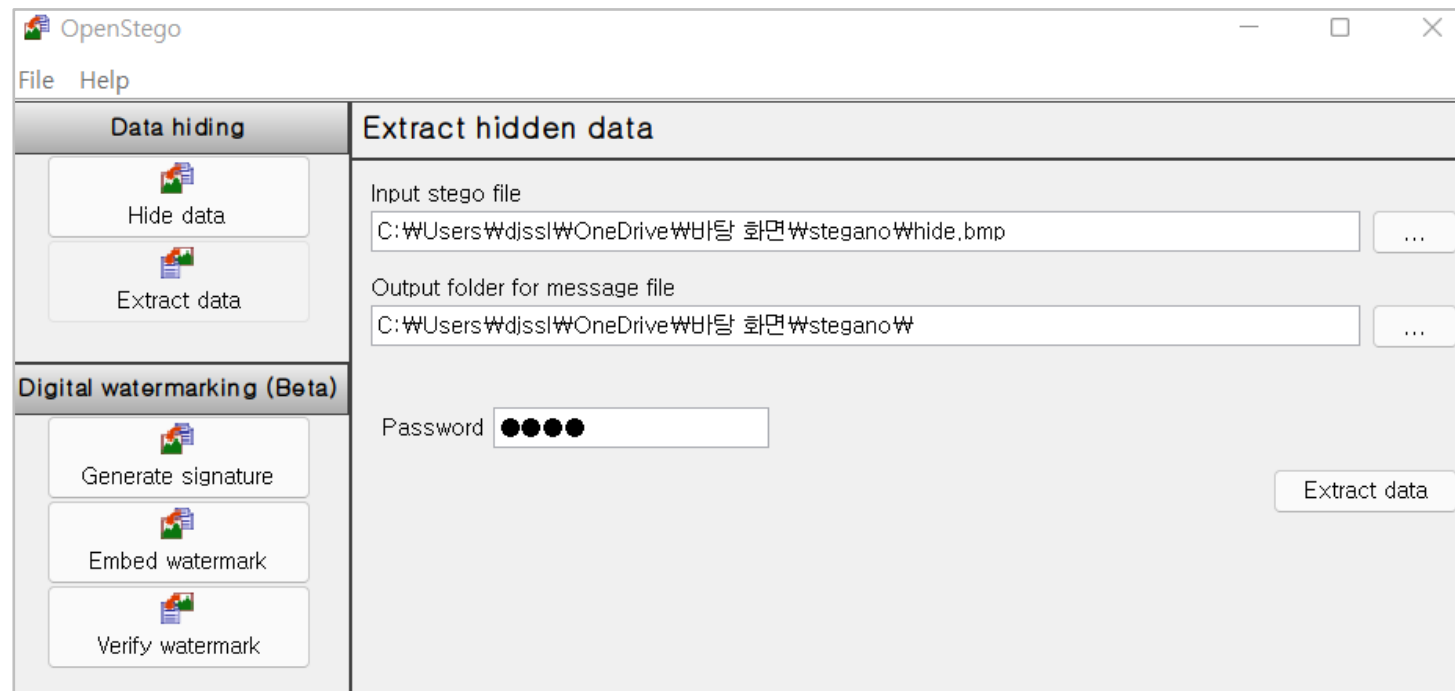 OpenStego
File Help
Data hiding
Hide data
Extract data
Digital watermarking (Beta)
Generate signature
Embed watermark
Verify watermark
Extract hidden data
Input stego file
C:₩Users₩djssl₩OneDrive₩바탕 화면₩stegano₩hide.bmp
...
Output folder for message file
C:₩Users₩djssl₩OneDrive₩바탕 화면₩stegano₩
...
Password ●●●●
Extract data